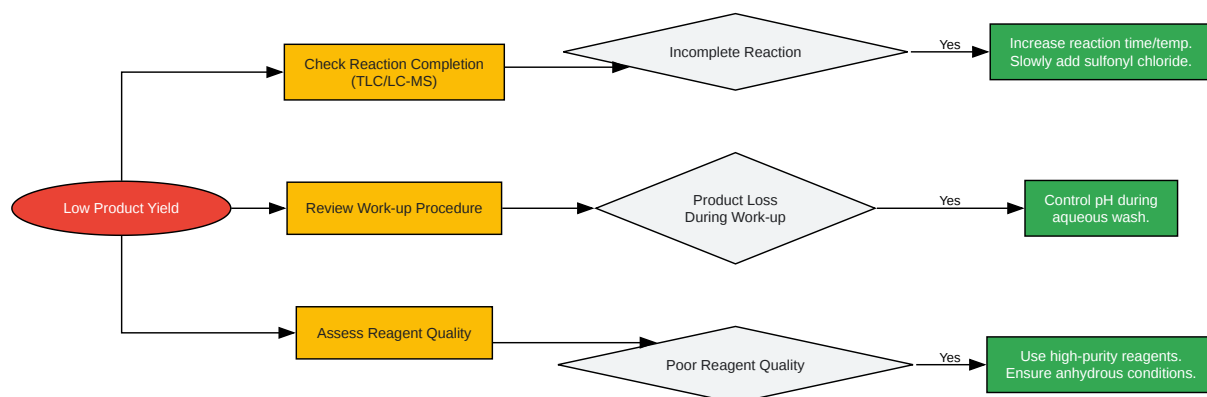 Check Reaction Completion
(TLC/LC-MS)
Incomplete Reaction
Yes
Increase reaction time/temp.
Slowly add sulfonyl chloride.
Low Product Yield
Review Work-up Procedure
Product Loss
During Work-up
Yes
Control pH during
aqueous wash.
Assess Reagent Quality
Poor Reagent Quality
Yes
Use high-purity reagents.
Ensure anhydrous conditions.